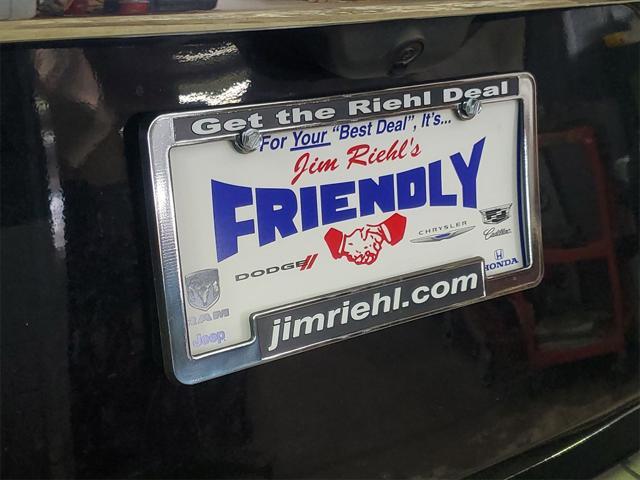 Get the Riehl Deal
For Your "Best Deal", It's...
Jim Riehl's
FRIENDLY
DODGE
CHRYSLER
Cadillac
HONDA
RAM
Jeep
jimriehl.com